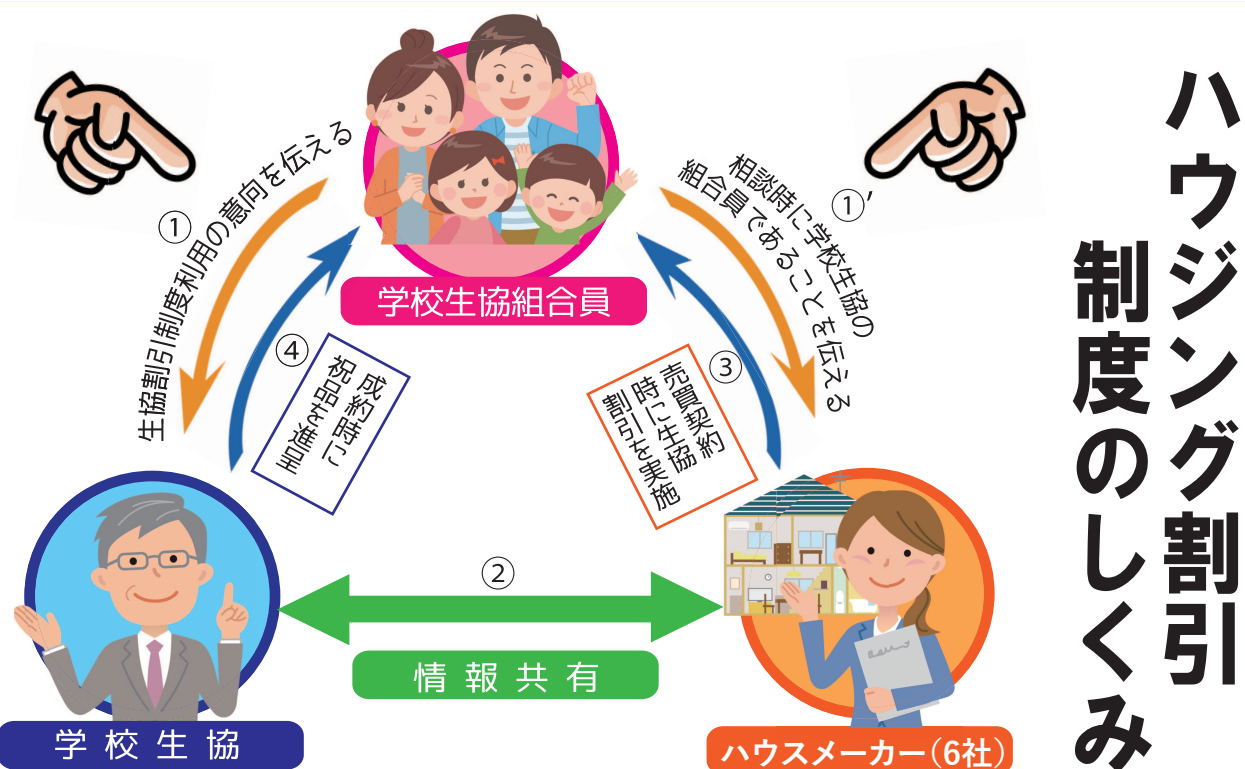 ハウジング割引
制度のしくみ
学校生協組合員
①
生協割引制度利用の意向を伝える
①′
相談時に学校生協の
組合員であることを伝える
④
成約時に
祝品を進呈
③
売買契約
時に生協
割引を実施
②
情報共有
学校生協
ハウスメーカー(6社)